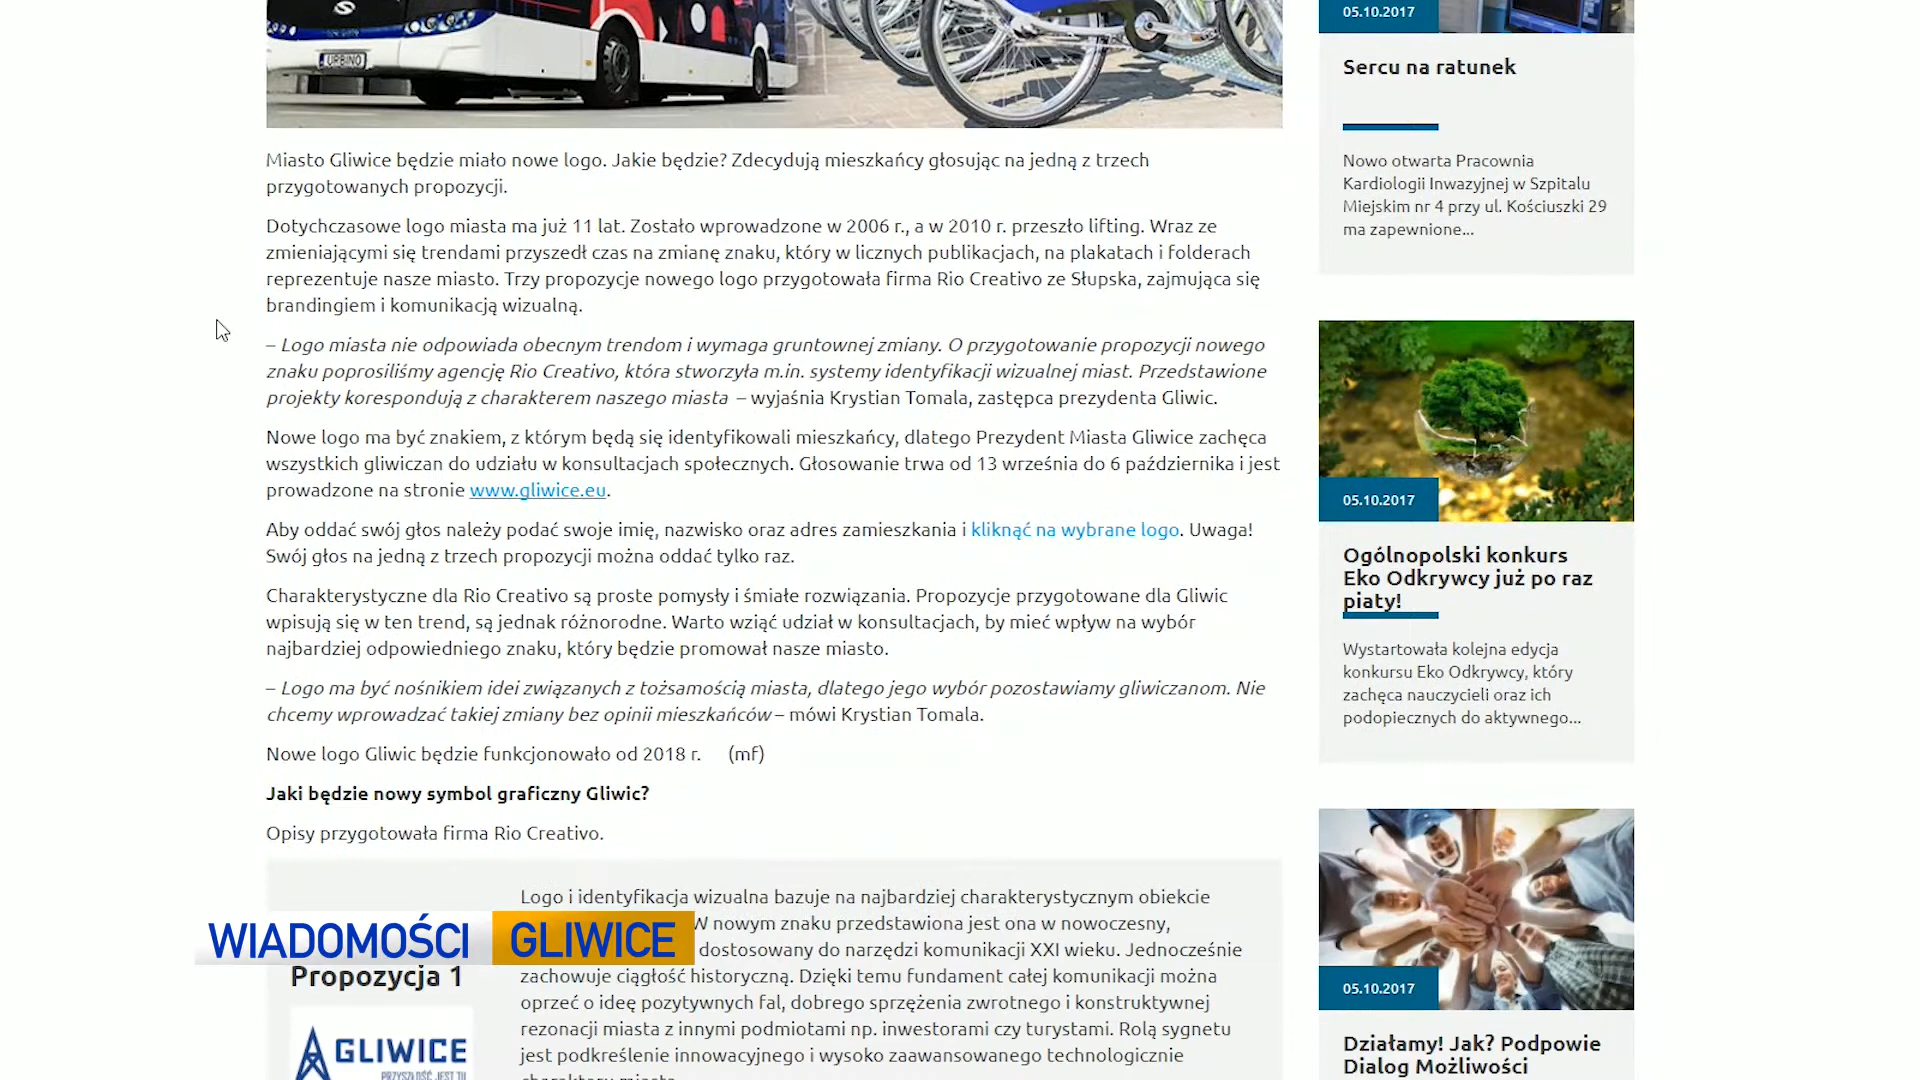 URBINO
Miasto Gliwice będzie miało nowe logo. Jakie będzie? Zdecydują mieszkańcy głosując na jedną z trzech
przygotowanych propozycji.
Dotychczasowe logo miasta ma już 11 lat. Zostało wprowadzone w 2006 r., a w 2010 r. przeszło lifting. Wraz ze
zmieniającymi się trendami przyszedł czas na zmianę znaku, który w licznych publikacjach, na plakatach i folderach
reprezentuje nasze miasto. Trzy propozycje nowego logo przygotowała firma Rio Creativo ze Słupska, zajmująca się
brandingiem i komunikacją wizualną.
– Logo miasta nie odpowiada obecnym trendom i wymaga gruntownej zmiany. O przygotowanie propozycji nowego
znaku poprosiliśmy agencję Rio Creativo, która stworzyła m.in. systemy identyfikacji wizualnej miast. Przedstawione
projekty korespondują z charakterem naszego miasta – wyjaśnia Krystian Tomala, zastępca prezydenta Gliwic.
Nowe logo ma być znakiem, z którym będą się identyfikowali mieszkańcy, dlatego Prezydent Miasta Gliwice zachęca
wszystkich gliwiczan do udziału w konsultacjach społecznych. Głosowanie trwa od 13 września do 6 października i jest
prowadzone na stronie www.gliwice.eu.
Aby oddać swój głos należy podać swoje imię, nazwisko oraz adres zamieszkania i kliknąć na wybrane logo. Uwaga!
Swój głos na jedną z trzech propozycji można oddać tylko raz.
Charakterystyczne dla Rio Creativo są proste pomysły i śmiałe rozwiązania. Propozycje przygotowane dla Gliwic
wpisują się w ten trend, są jednak różnorodne. Warto wziąć udział w konsultacjach, by mieć wpływ na wybór
najbardziej odpowiedniego znaku, który będzie promował nasze miasto.
– Logo ma być nośnikiem idei związanych z tożsamością miasta, dlatego jego wybór pozostawiamy gliwiczanom. Nie
chcemy wprowadzać takiej zmiany bez opinii mieszkańców – mówi Krystian Tomala.
Nowe logo Gliwic będzie funkcjonowało od 2018 r. (mf)
Jaki będzie nowy symbol graficzny Gliwic?
Opisy przygotowała firma Rio Creativo.
Propozycja 1
GLIWICE
PRZYSZŁOŚĆ JEST TU
Logo i identyfikacja wizualna bazuje na najbardziej charakterystycznym obiekcie
W nowym znaku przedstawiona jest ona w nowoczesny,
dostosowany do narzędzi komunikacji XXI wieku. Jednocześnie
zachowuje ciągłość historyczną. Dzięki temu fundament całej komunikacji można
oprzeć o ideę pozytywnych fal, dobrego sprzężenia zwrotnego i konstruktywnej
rezonacji miasta z innymi podmiotami np. inwestorami czy turystami. Rolą sygnetu
jest podkreślenie innowacyjnego i wysoko zaawansowanego technologicznie
WIADOMOŚCI GLIWICE
05.10.2017
Sercu na ratunek
Nowo otwarta Pracownia
Kardiologii Inwazyjnej w Szpitalu
Miejskim nr 4 przy ul. Kościuszki 29
ma zapewnione...
05.10.2017
Ogólnopolski konkurs
Eko Odkrywcy już po raz
piaty!
Wystartowała kolejna edycja
konkursu Eko Odkrywcy, który
zachęca nauczycieli oraz ich
podopiecznych do aktywnego...
05.10.2017
Działamy! Jak? Podpowie
Dialog Możliwości